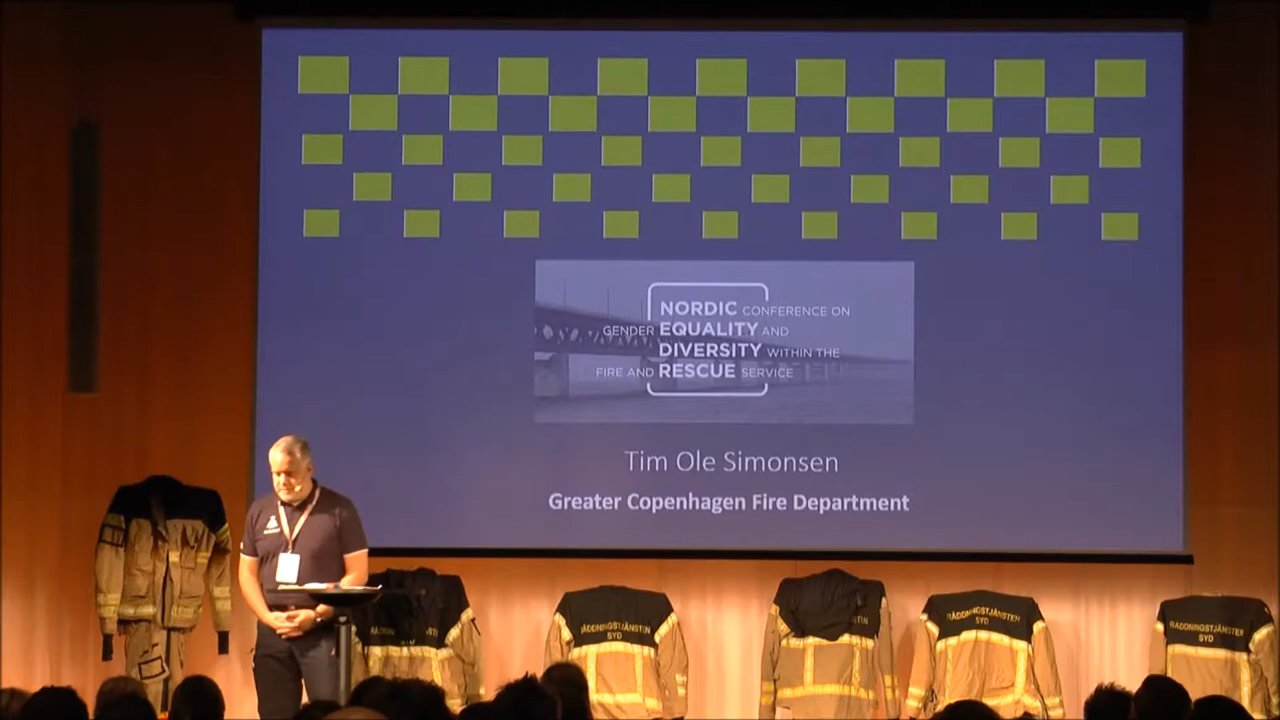 NORDIC CONFERENCE ON
GENDER EQUALITY AND
DIVERSITY WITHIN THE
FIRE AND RESCUE SERVICE
Tim Ole Simonsen
Greater Copenhagen Fire Department
RÄDDNINGSTJÄNSTEN
SYD
RÄDDNINGSTJÄNSTEN
SYD
RÄDDNINGSTJÄNSTEN
SYD